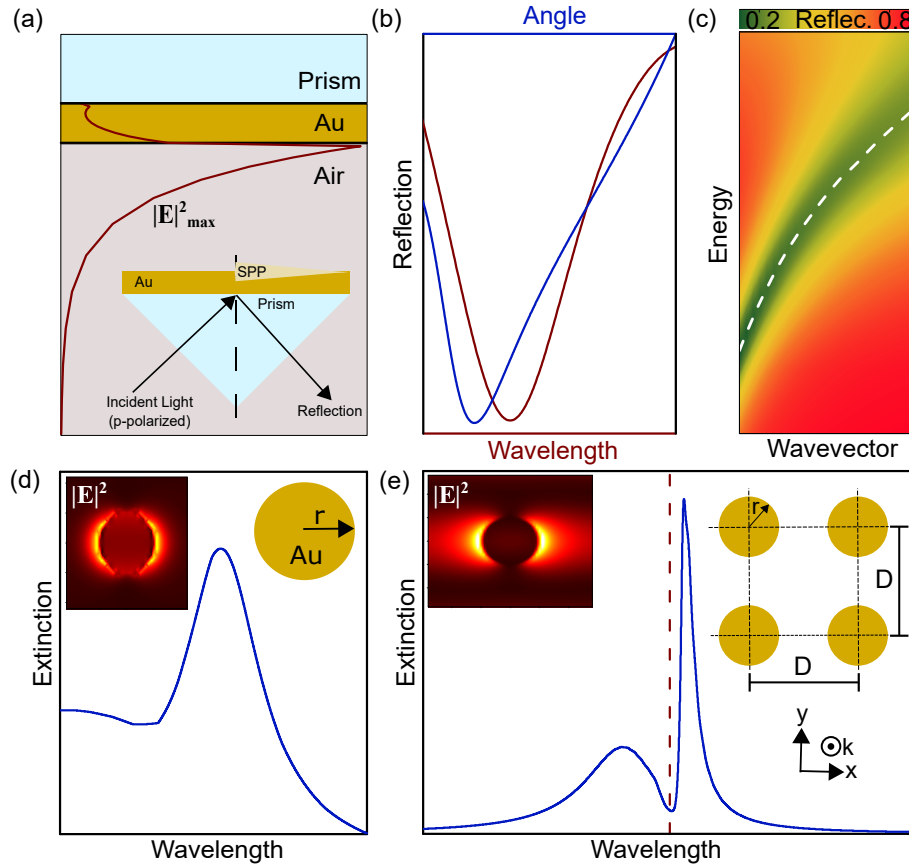 (a)
Prism
Au
Air
|E|²max
Au
SPP
Prism
Incident Light
(p-polarized)
Reflection
(b)
Angle
Reflection
Wavelength
(c)
0.2 Reflec. 0.8
Energy
Wavevector
(d)
|E|²
r
Au
Extinction
Wavelength
(e)
|E|²
r
D
D
y
k
x
Extinction
Wavelength